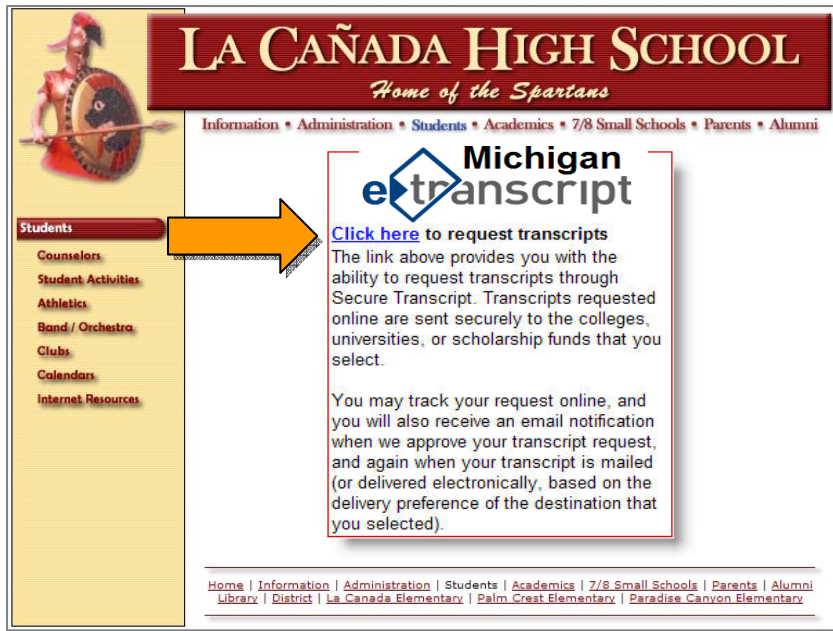 LA CAÑADA HIGH SCHOOL
Home of the Spartans
Information • Administration • Students • Academics • 7/8 Small Schools • Parents • Alumni
Michigan
e transcript
Students
Counselors
Student Activities
Athletics
Band / Orchestra
Clubs
Calendars
Internet Resources
Click here to request transcripts
The link above provides you with the
ability to request transcripts through
Secure Transcript. Transcripts requested
online are sent securely to the colleges,
universities, or scholarship funds that you
select.
You may track your request online, and
you will also receive an email notification
when we approve your transcript request,
and again when your transcript is mailed
(or delivered electronically, based on the
delivery preference of the destination that
you selected).
Home | Information | Administration | Students | Academics | 7/8 Small Schools | Parents | Alumni
Library | District | La Canada Elementary | Palm Crest Elementary | Paradise Canyon Elementary